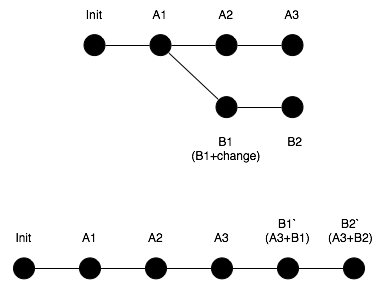 Init A1 A2 A3
B1 B2
(B1+change)
B1` B2`
Init A1 A2 A3 (A3+B1) (A3+B2)